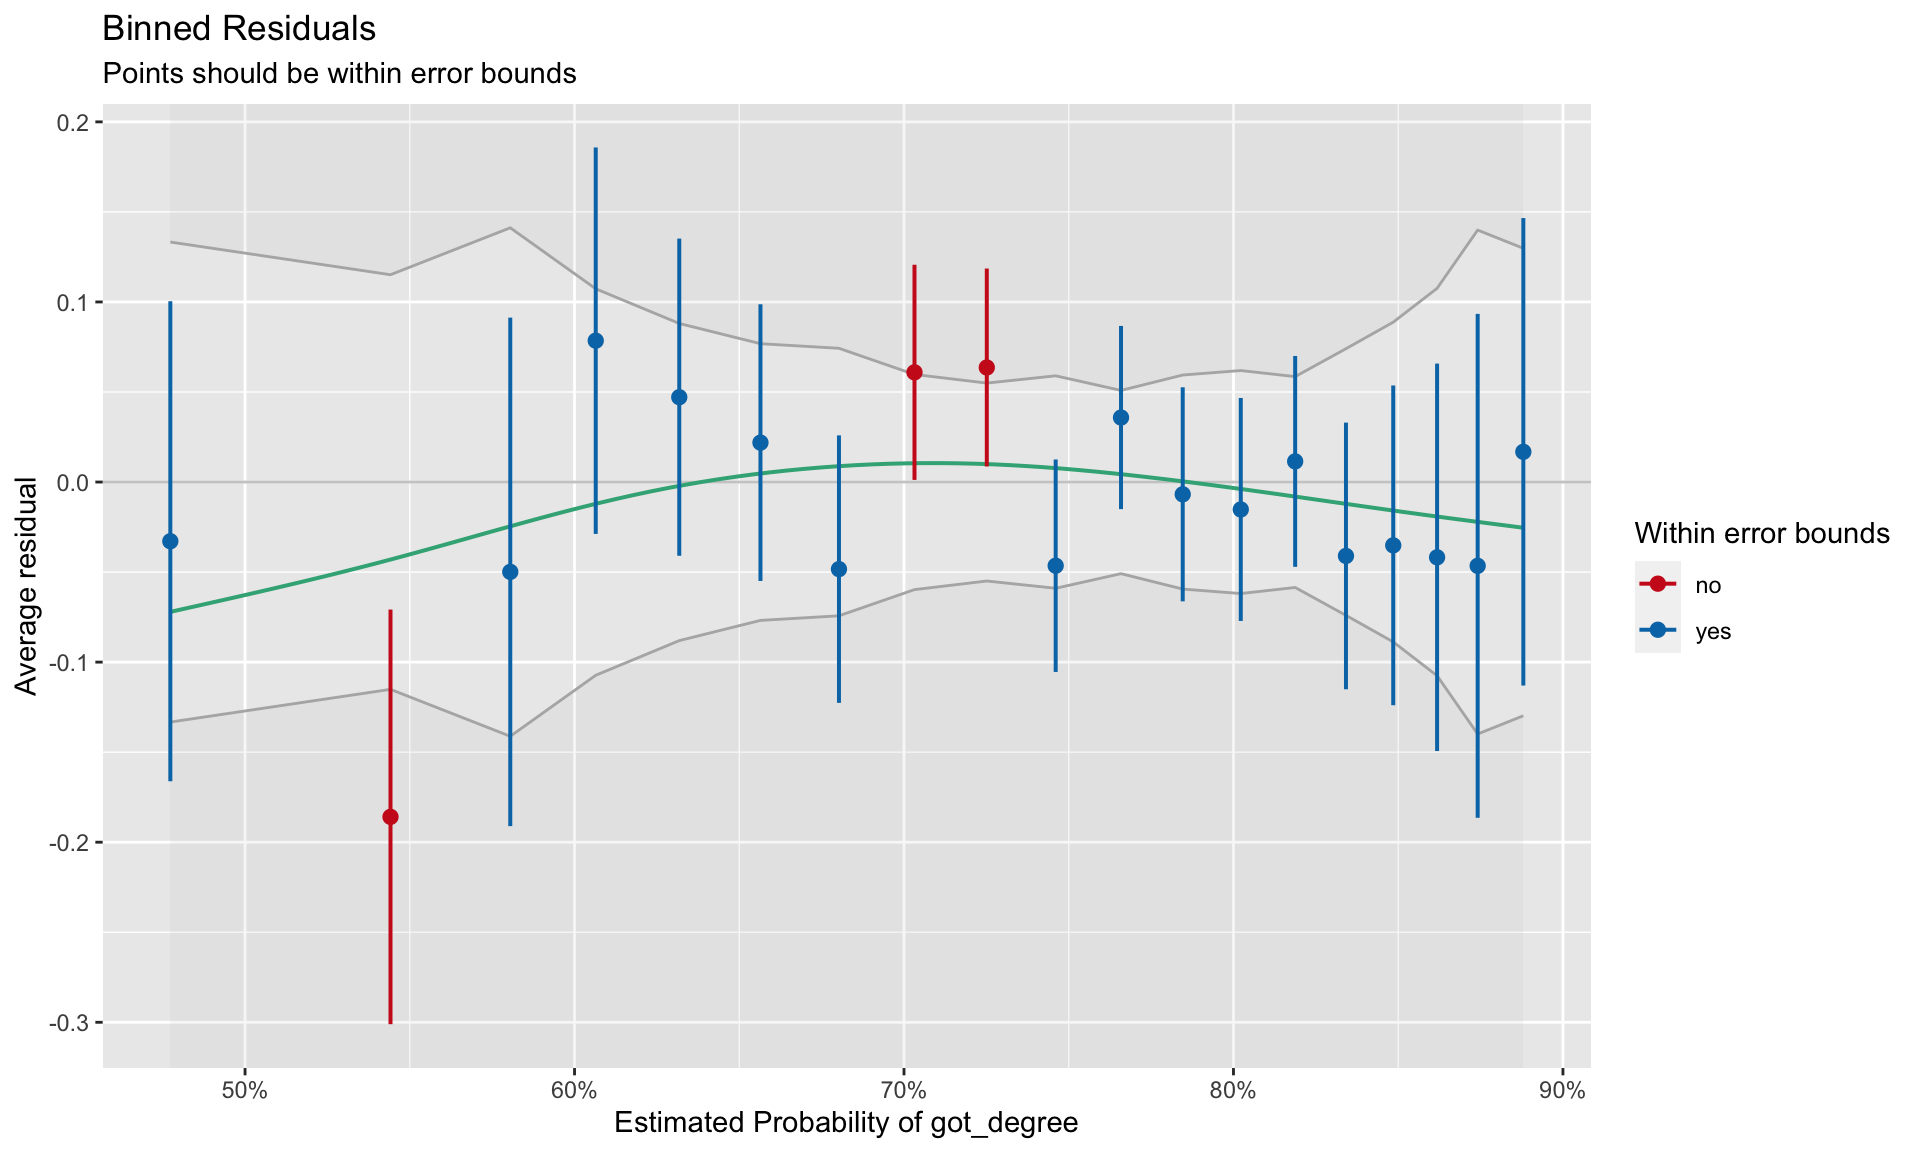 Binned Residuals
Points should be within error bounds
0.2
0.1
0.0
-0.1
-0.2
-0.3
Average residual
50%
60%
70%
80%
90%
Estimated Probability of got_degree
Within error bounds
no
yes